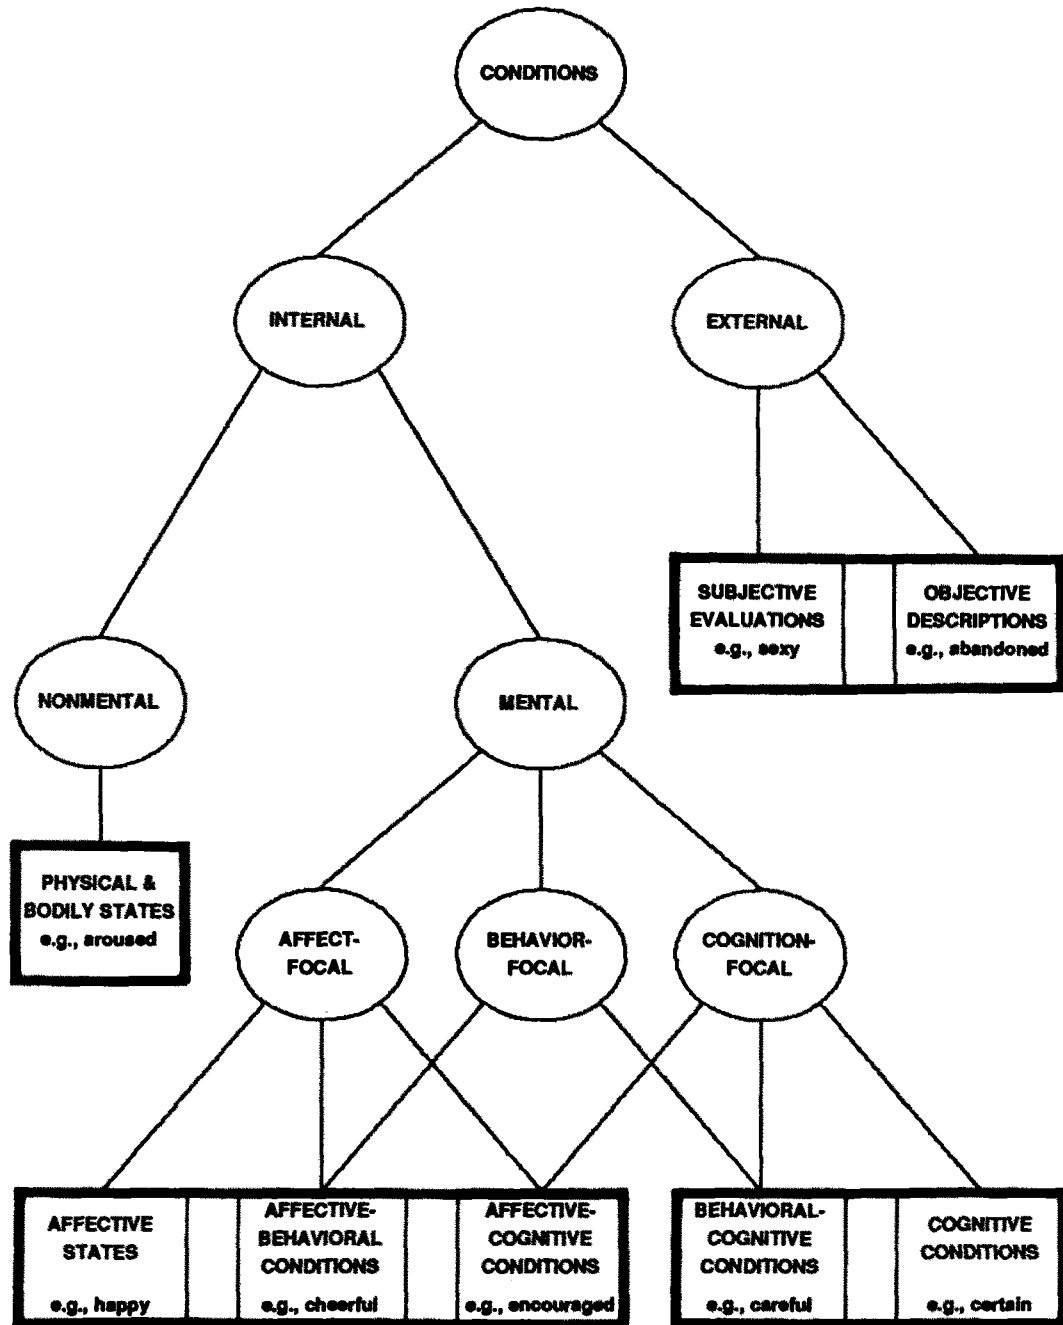 CONDITIONS
INTERNAL
EXTERNAL
SUBJECTIVE
EVALUATIONS
e.g., sexy
OBJECTIVE
DESCRIPTIONS
e.g., abandoned
NONMENTAL
MENTAL
PHYSICAL &
BODILY STATES
e.g., aroused
AFFECT-
FOCAL
BEHAVIOR-
FOCAL
COGNITION-
FOCAL
AFFECTIVE
STATES
e.g., happy
AFFECTIVE-
BEHAVIORAL
CONDITIONS
e.g., cheerful
AFFECTIVE-
COGNITIVE
CONDITIONS
e.g., encouraged
BEHAVIORAL-
COGNITIVE
CONDITIONS
e.g., careful
COGNITIVE
CONDITIONS
e.g., certain